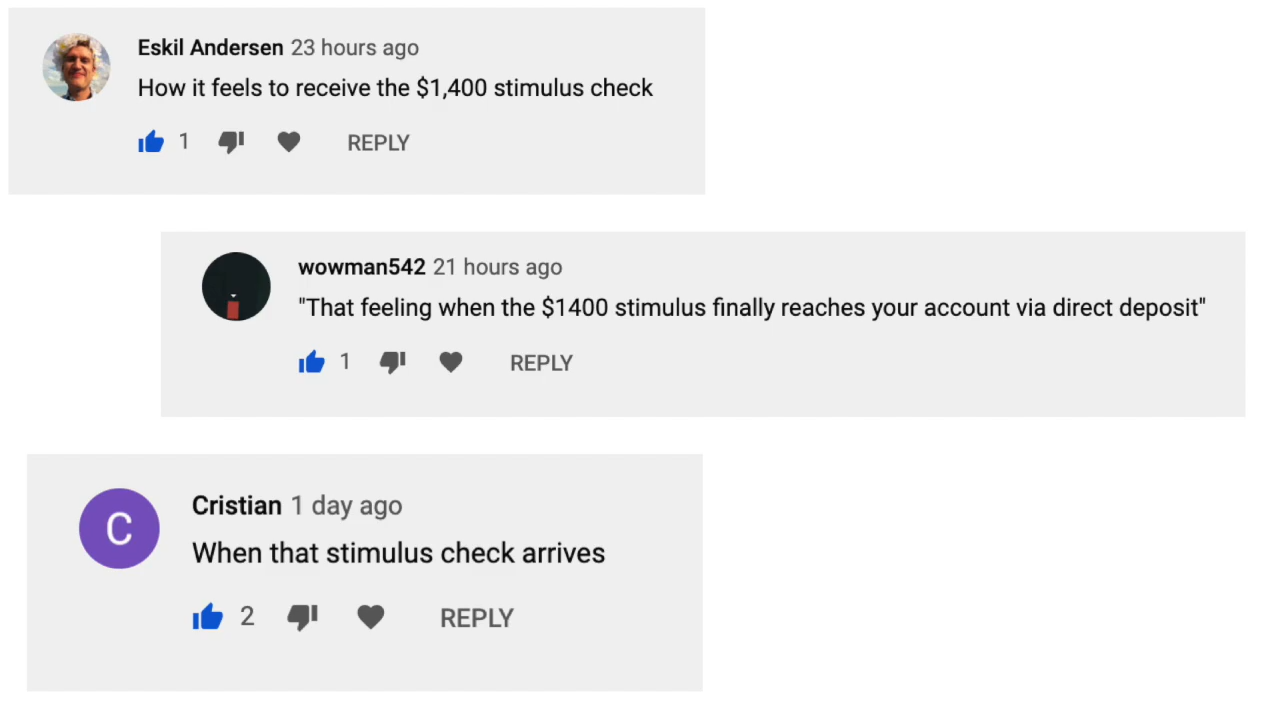 Eskil Andersen 23 hours ago
How it feels to receive the $1,400 stimulus check
1 REPLY
wowman542 21 hours ago
"That feeling when the $1400 stimulus finally reaches your account via direct deposit"
1 REPLY
C
Cristian 1 day ago
When that stimulus check arrives
2 REPLY